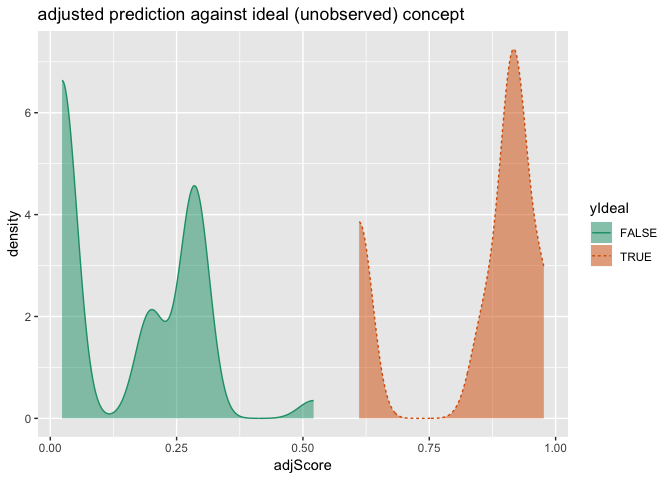 adjusted prediction against ideal (unobserved) concept
density
6
4
2
0
0.00
0.25
0.50
0.75
1.00
adjScore
yIdeal
FALSE
TRUE